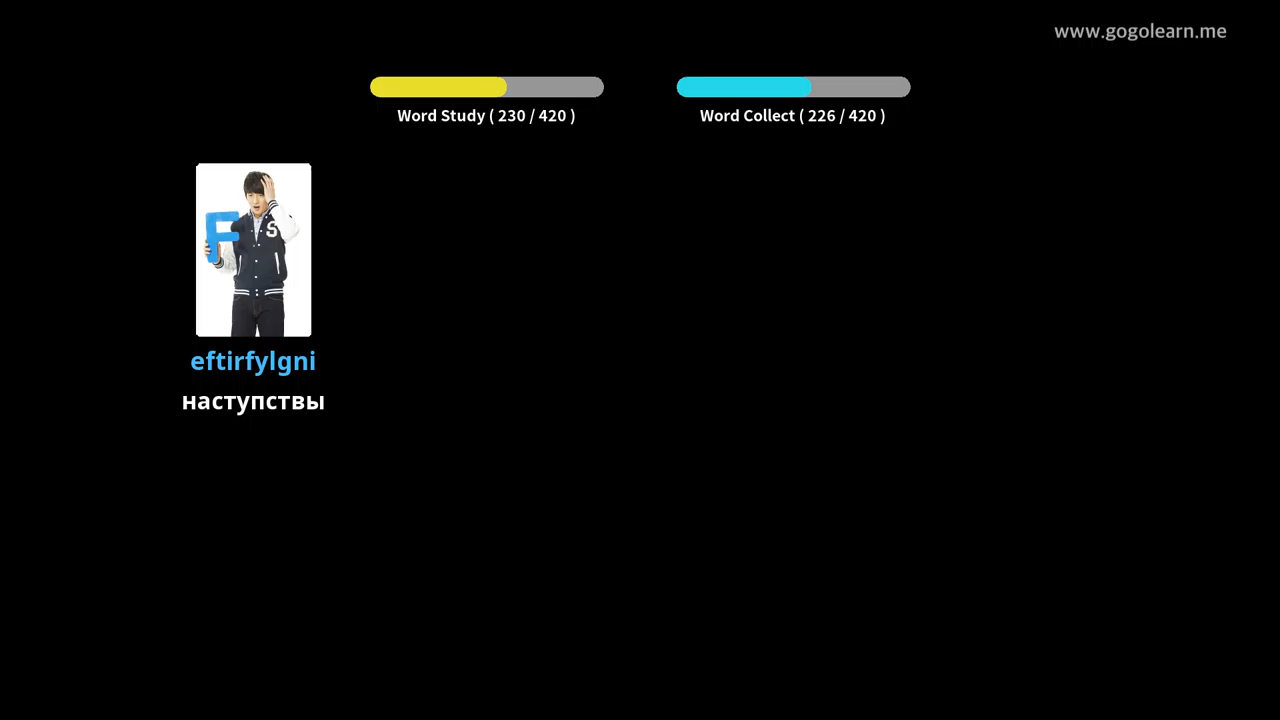 www.gogolearn.me
Word Study ( 230 / 420 )
Word Collect ( 226 / 420 )
F
S
eftirfylgni
наступствы